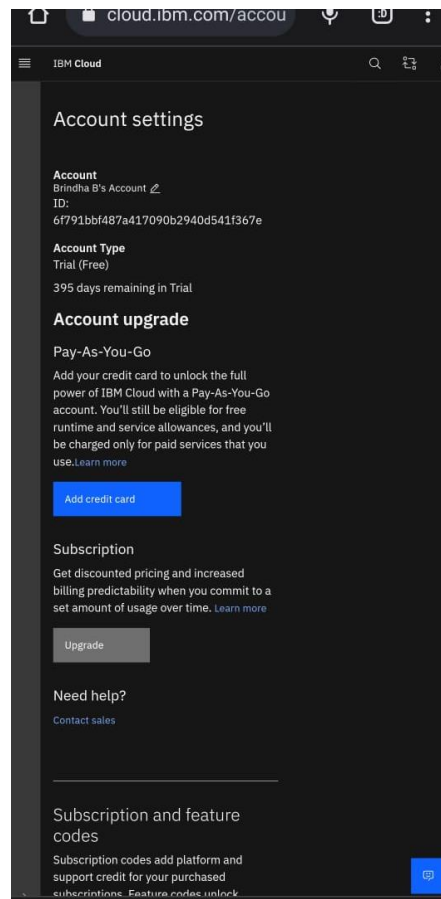 cloud.ibm.com/accou
:D
IBM Cloud
Account settings
Account
Brindha B's Account
ID:
6f791bbf487a417090b2940d541f367e
Account Type
Trial (Free)
395 days remaining in Trial
Account upgrade
Pay-As-You-Go
Add your credit card to unlock the full
power of IBM Cloud with a Pay-As-You-Go
account. You'll still be eligible for free
runtime and service allowances, and you'll
be charged only for paid services that you
use.Learn more
Add credit card
Subscription
Get discounted pricing and increased
billing predictability when you commit to a
set amount of usage over time. Learn more
Upgrade
Need help?
Contact sales
Subscription and feature
codes
Subscription codes add platform and
support credit for your purchased
subscriptions. Feature codes unlock